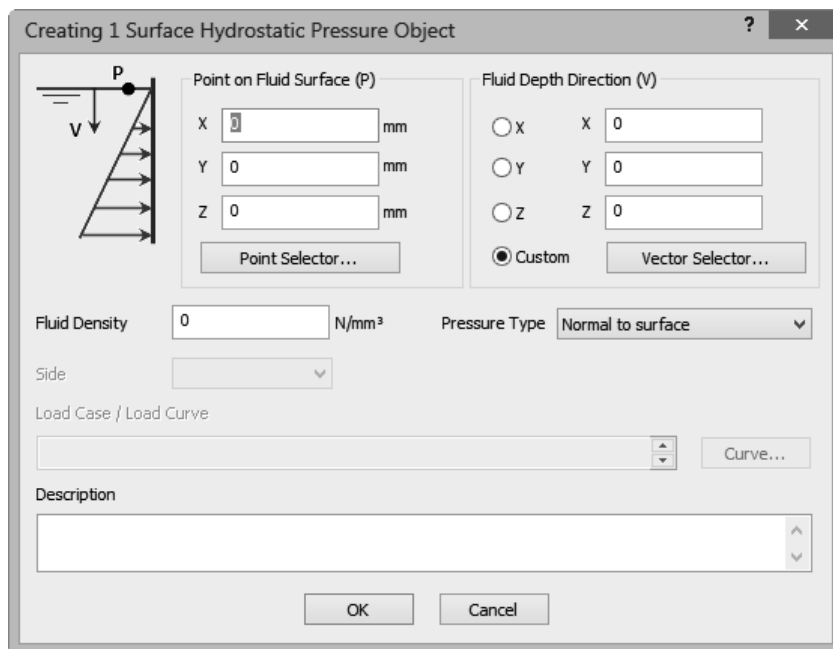 Creating 1 Surface Hydrostatic Pressure Object ? ×
P
V
Point on Fluid Surface (P)
X 0 mm
Y 0 mm
Z 0 mm
Point Selector...
Fluid Depth Direction (V)
X X 0
Y Y 0
Z Z 0
Custom Vector Selector...
Fluid Density 0 N/mm³ Pressure Type Normal to surface
Side
Load Case / Load Curve
Curve...
Description
OK Cancel